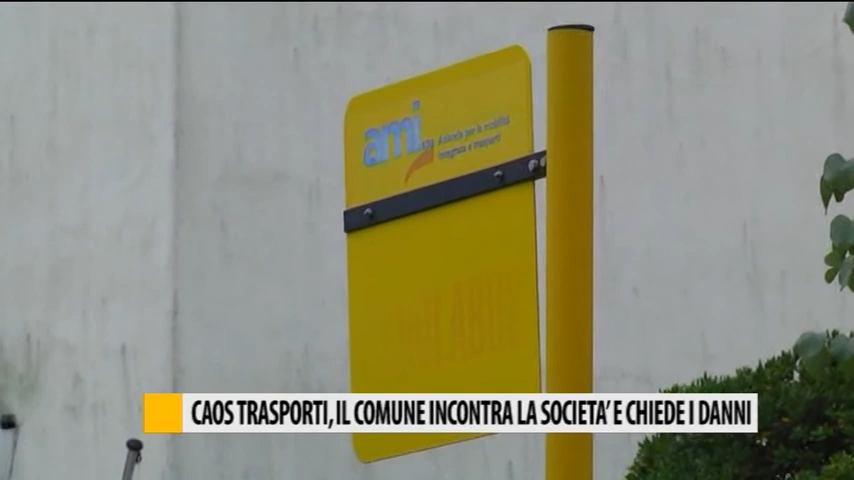 ami
Azienda per la mobilità
integrata e trasporti
CAOS TRASPORTI, IL COMUNE INCONTRA LA SOCIETA' E CHIEDE I DANNI